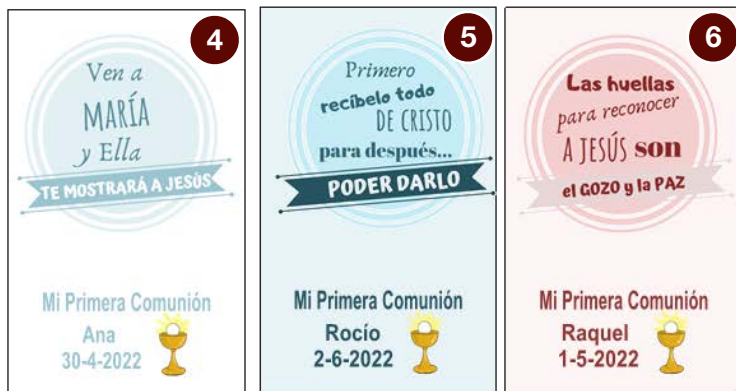 4
Ven a
MARÍA
y Ella
TE MOSTRARÁ A JESÚS
Mi Primera Comunión
Ana
30-4-2022
5
Primero
recíbelo todo
DE CRISTO
para después...
PODER DARLO
Mi Primera Comunión
Rocío
2-6-2022
6
Las huellas
para reconocer
A JESÚS son
el GOZO y la PAZ
Mi Primera Comunión
Raquel
1-5-2022